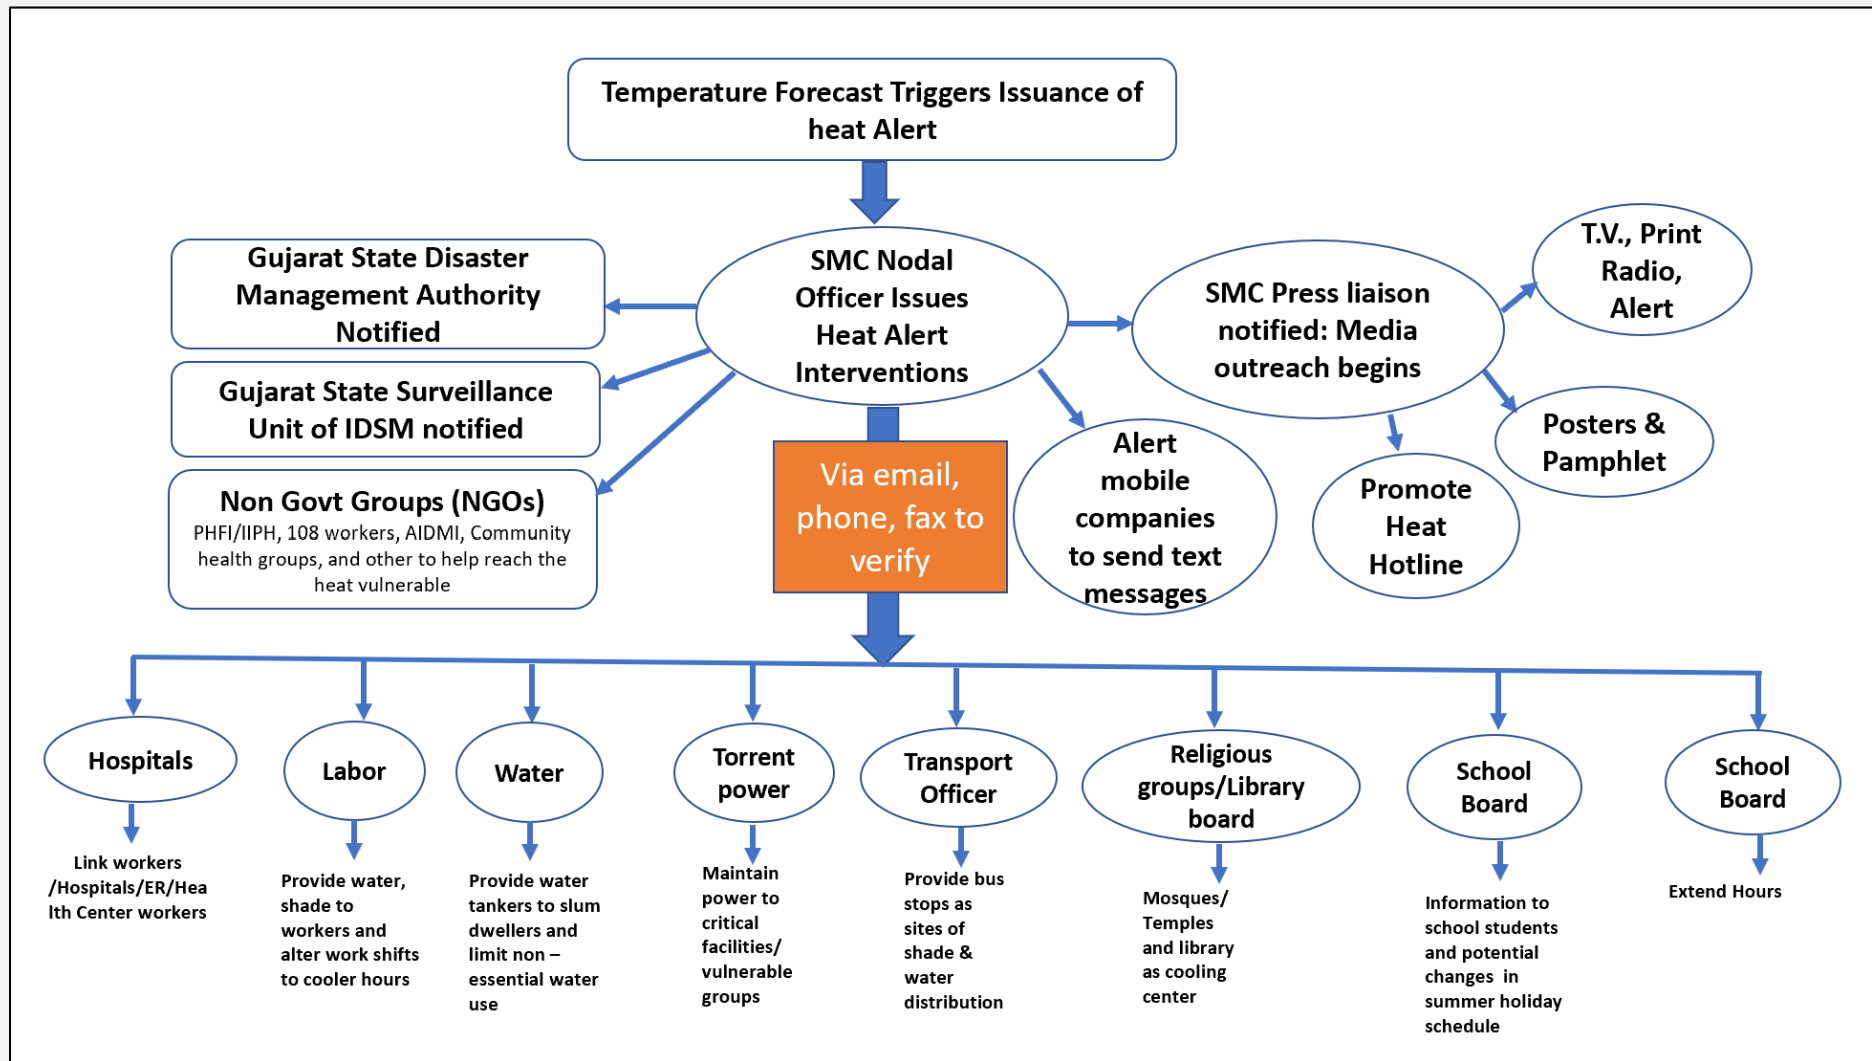 Temperature Forecast Triggers Issuance of
heat Alert
Gujarat State Disaster
Management Authority
Notified
Gujarat State Surveillance
Unit of IDSM notified
Non Govt Groups (NGOs)
PHFI/IIPH, 108 workers, AIDMI, Community
health groups, and other to help reach the
heat vulnerable
SMC Nodal
Officer Issues
Heat Alert
Interventions
Via email,
phone, fax to
verify
Alert
mobile
companies
to send text
messages
SMC Press liaison
notified: Media
outreach begins
T.V., Print
Radio,
Alert
Posters &
Pamphlet
Promote
Heat
Hotline
Hospitals
Link workers
/Hospitals/ER/Hea
lth Center workers
Labor
Provide water,
shade to
workers and
alter work shifts
to cooler hours
Water
Provide water
tankers to slum
dwellers and
limit non –
essential water
use
Torrent
power
Maintain
power to
critical
facilities/
vulnerable
groups
Transport
Officer
Provide bus
stops as
sites of
shade &
water
distribution
Religious
groups/Library
board
Mosques/
Temples
and library
as cooling
center
School
Board
Information to
school students
and potential
changes in
summer holiday
schedule
School
Board
Extend Hours